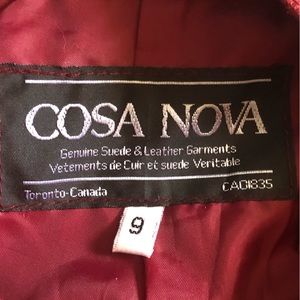 COSA NOVA
Genuine Suede & Leather Garments
Vetements de Cuir et suede Veritable
Toronto-Canada CA01835
9